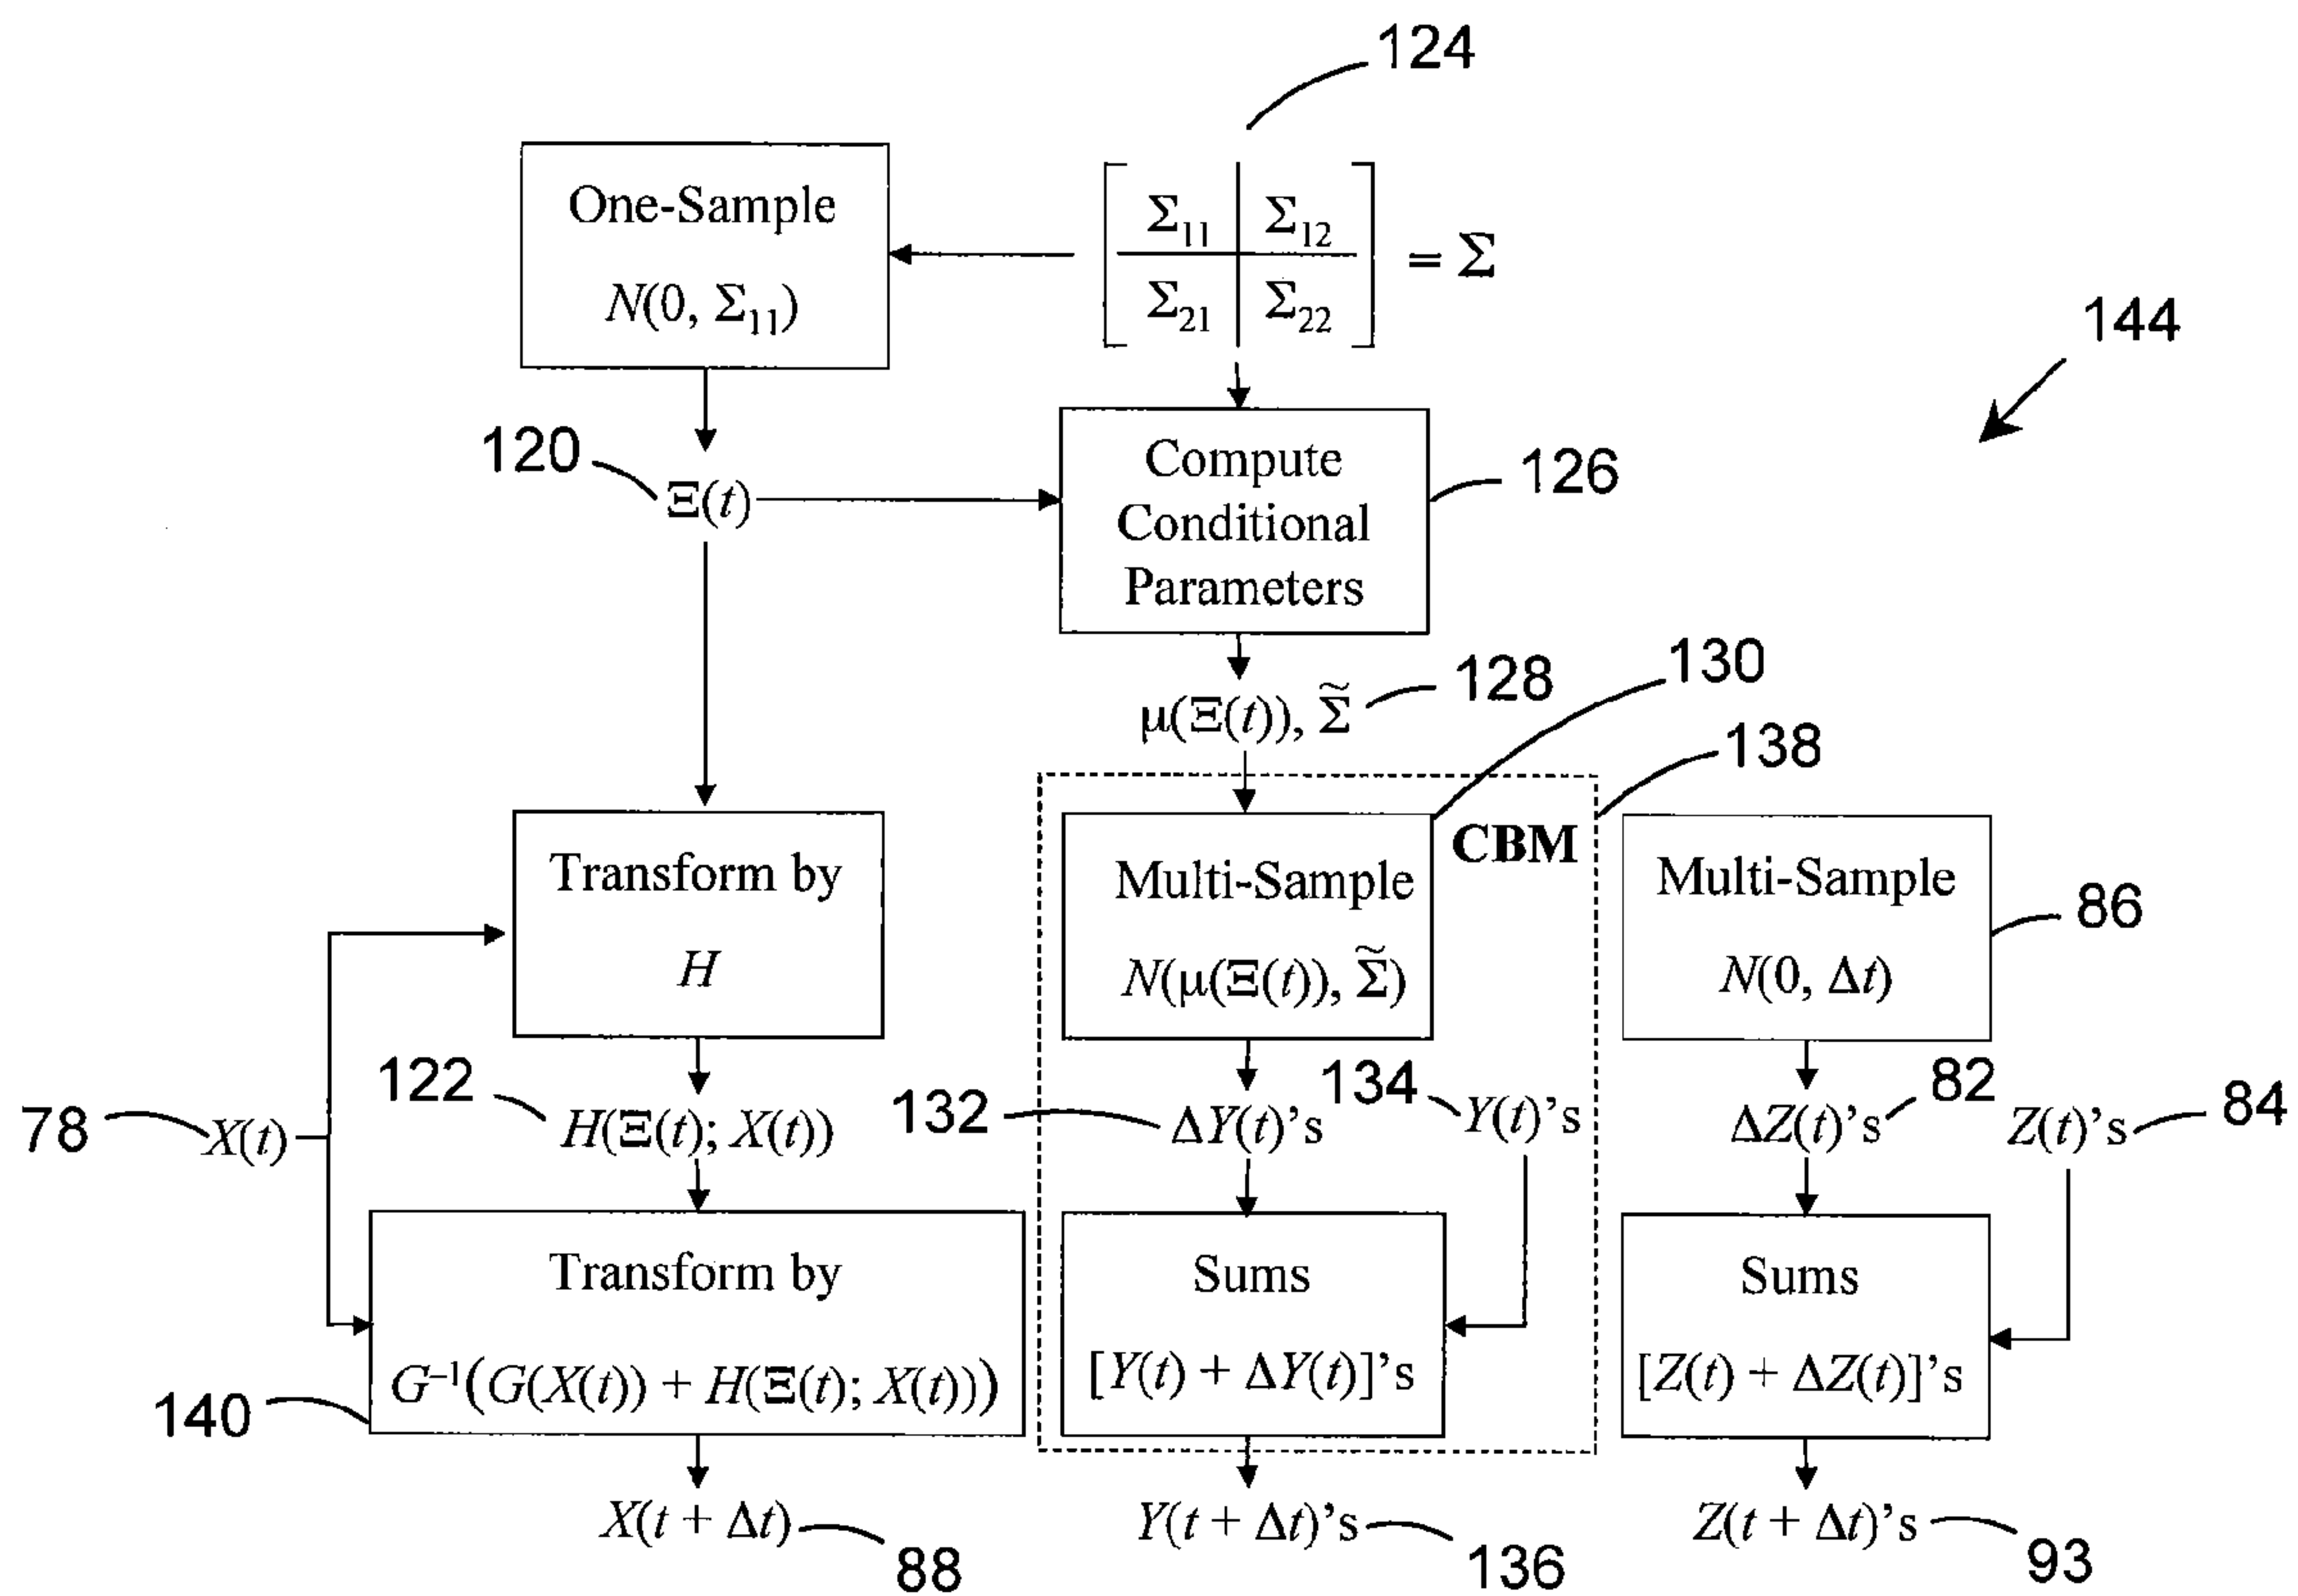 124
One-Sample
N(0, Σ11)
Σ11 Σ12
Σ21 Σ22
= Σ
144
120
Ξ(t)
Compute
Conditional
Parameters
126
μ(Ξ(t)), Σ̃
128
130
138
Transform by
H
CBM
Multi-Sample
N(μ(Ξ(t)), Σ̃)
Multi-Sample
N(0, Δt)
86
78
X(t)
122
H(Ξ(t); X(t))
132
ΔY(t)'s
134
Y(t)'s
ΔZ(t)'s
82
Z(t)'s
84
Transform by
G⁻¹(G(X(t)) + H(Ξ(t); X(t)))
140
Sums
[Y(t) + ΔY(t)]'s
Sums
[Z(t) + ΔZ(t)]'s
X(t + Δt)
88
Y(t + Δt)'s
136
Z(t + Δt)'s
93